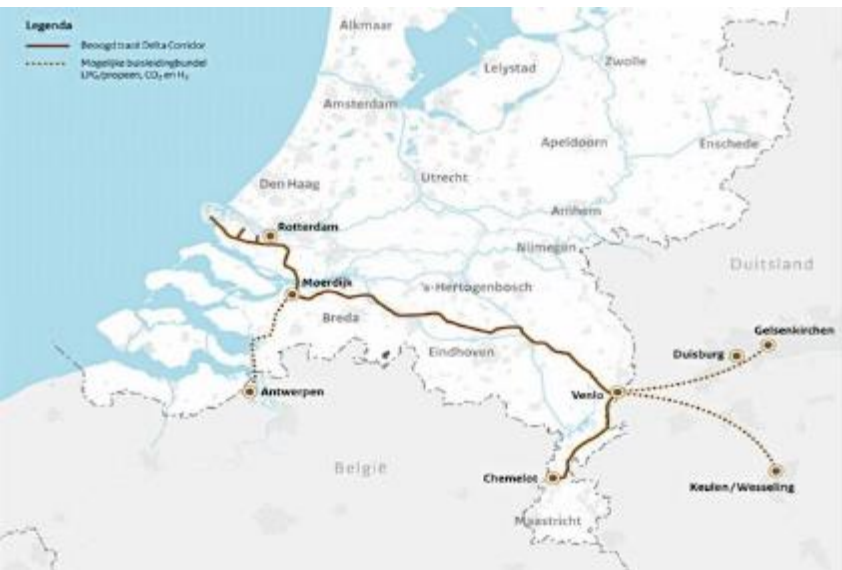 Legenda
Beoogd tracé Delta Corridor
Mogelijke buisleidingbundel
LPG/propeen, CO₂ en H₂
Alkmaar
Lelystad
Zwolle
Amsterdam
Apeldoorn
Enschede
Den Haag
Utrecht
Arnhem
Rotterdam
Nijmegen
Duitsland
Moerdijk
's-Hertogenbosch
Breda
Gelsenkirchen
Eindhoven
Duisburg
Antwerpen
Venlo
België
Chemelot
Keulen/Wesseling
Maastricht